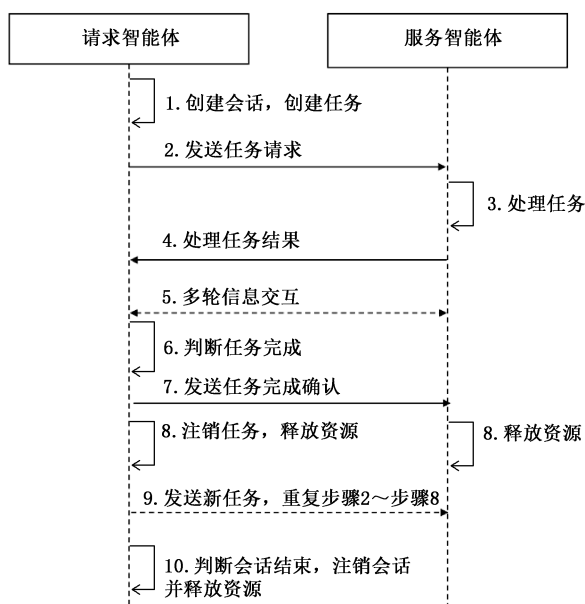 请求智能体
服务智能体
1.创建会话，创建任务
2.发送任务请求
3.处理任务
4.处理任务结果
5.多轮信息交互
6.判断任务完成
7.发送任务完成确认
8.注销任务，释放资源
8.释放资源
9.发送新任务，重复步骤2～步骤8
10.判断会话结束，注销会话
并释放资源